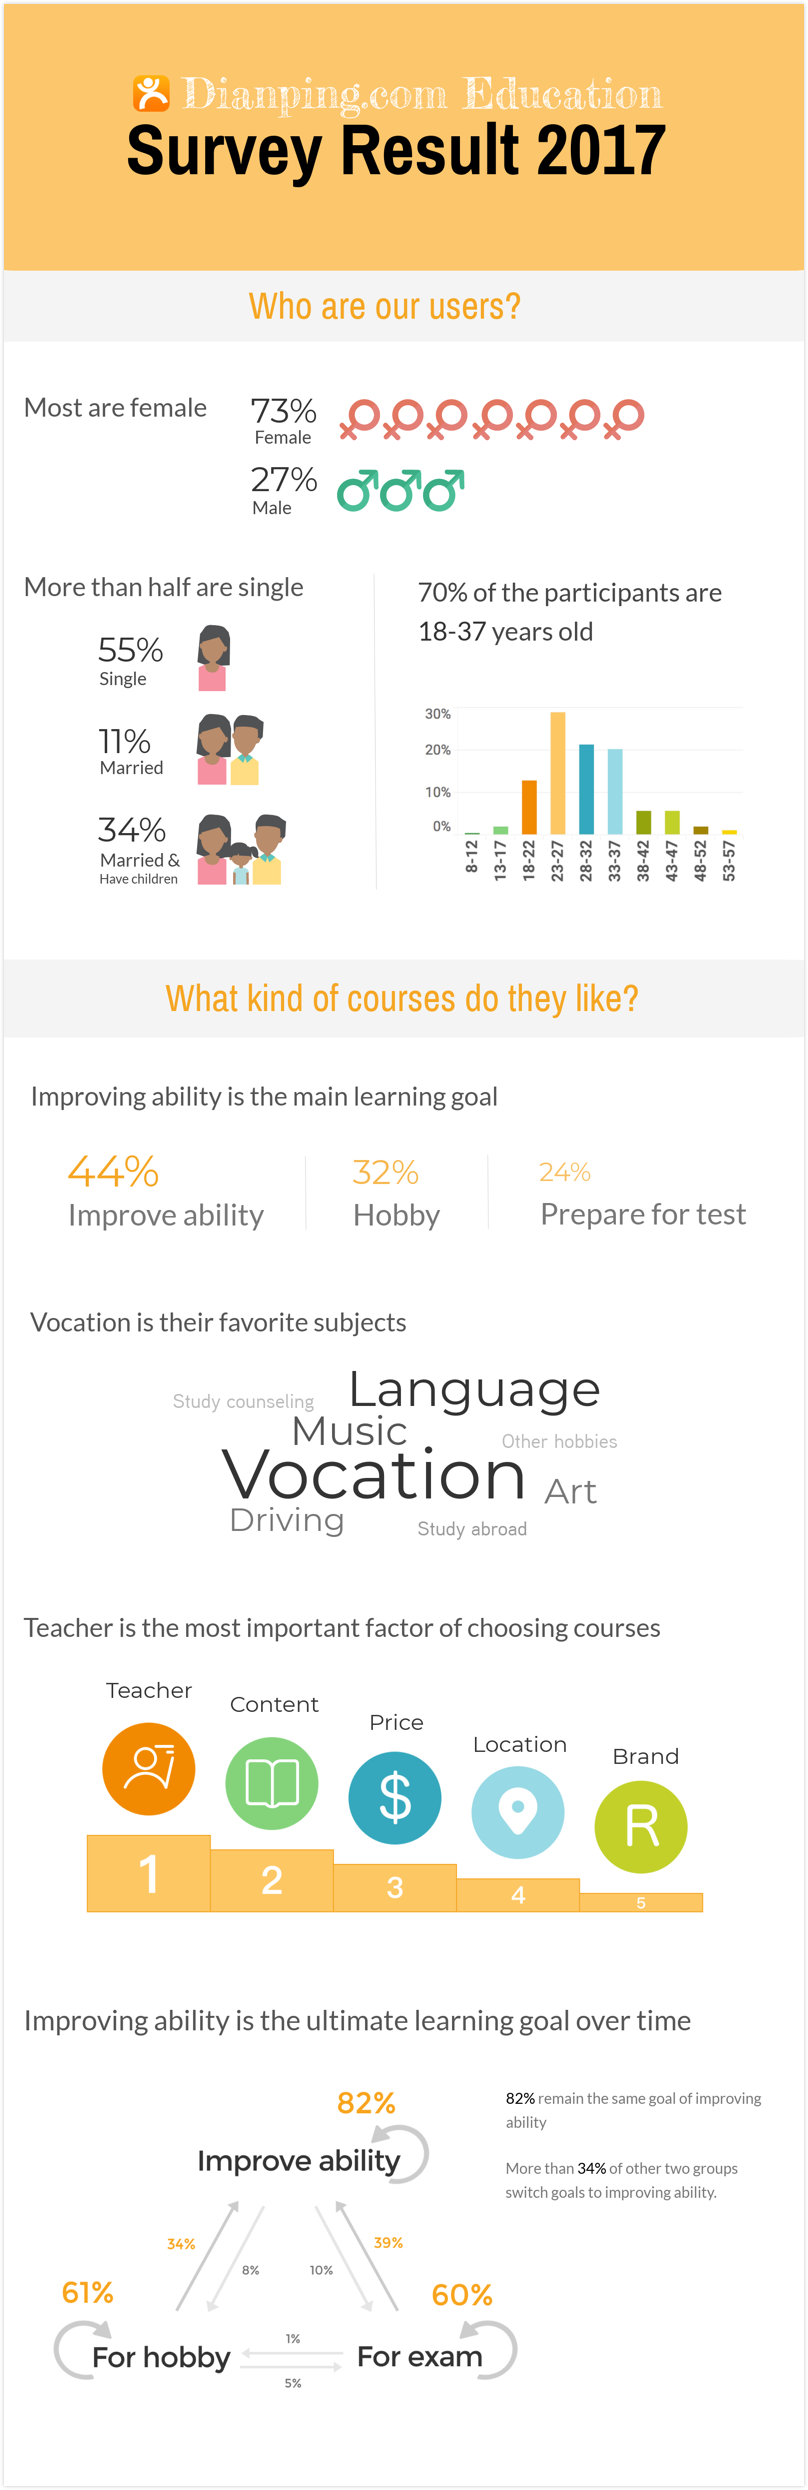 Dianping.com Education
Survey Result 2017
Who are our users?
Most are female
73%
Female
27%
Male
More than half are single
55%
Single
11%
Married
34%
Married &
Have children
70% of the participants are
18-37 years old
30%
20%
10%
0%
8-12
13-17
18-22
23-27
28-32
33-37
38-42
43-47
48-52
53-57
What kind of courses do they like?
Improving ability is the main learning goal
44%
Improve ability
32%
Hobby
24%
Prepare for test
Vocation is their favorite subjects
Study counseling
Language
Music
Other hobbies
Vocation
Art
Driving
Study abroad
Teacher is the most important factor of choosing courses
Teacher
Content
Price
Location
Brand
$
R
1
2
3
4
5
Improving ability is the ultimate learning goal over time
82%
Improve ability
82% remain the same goal of improving
ability
More than 34% of other two groups
switch goals to improving ability.
34%
8%
10%
39%
61%
60%
For hobby
1%
5%
For exam